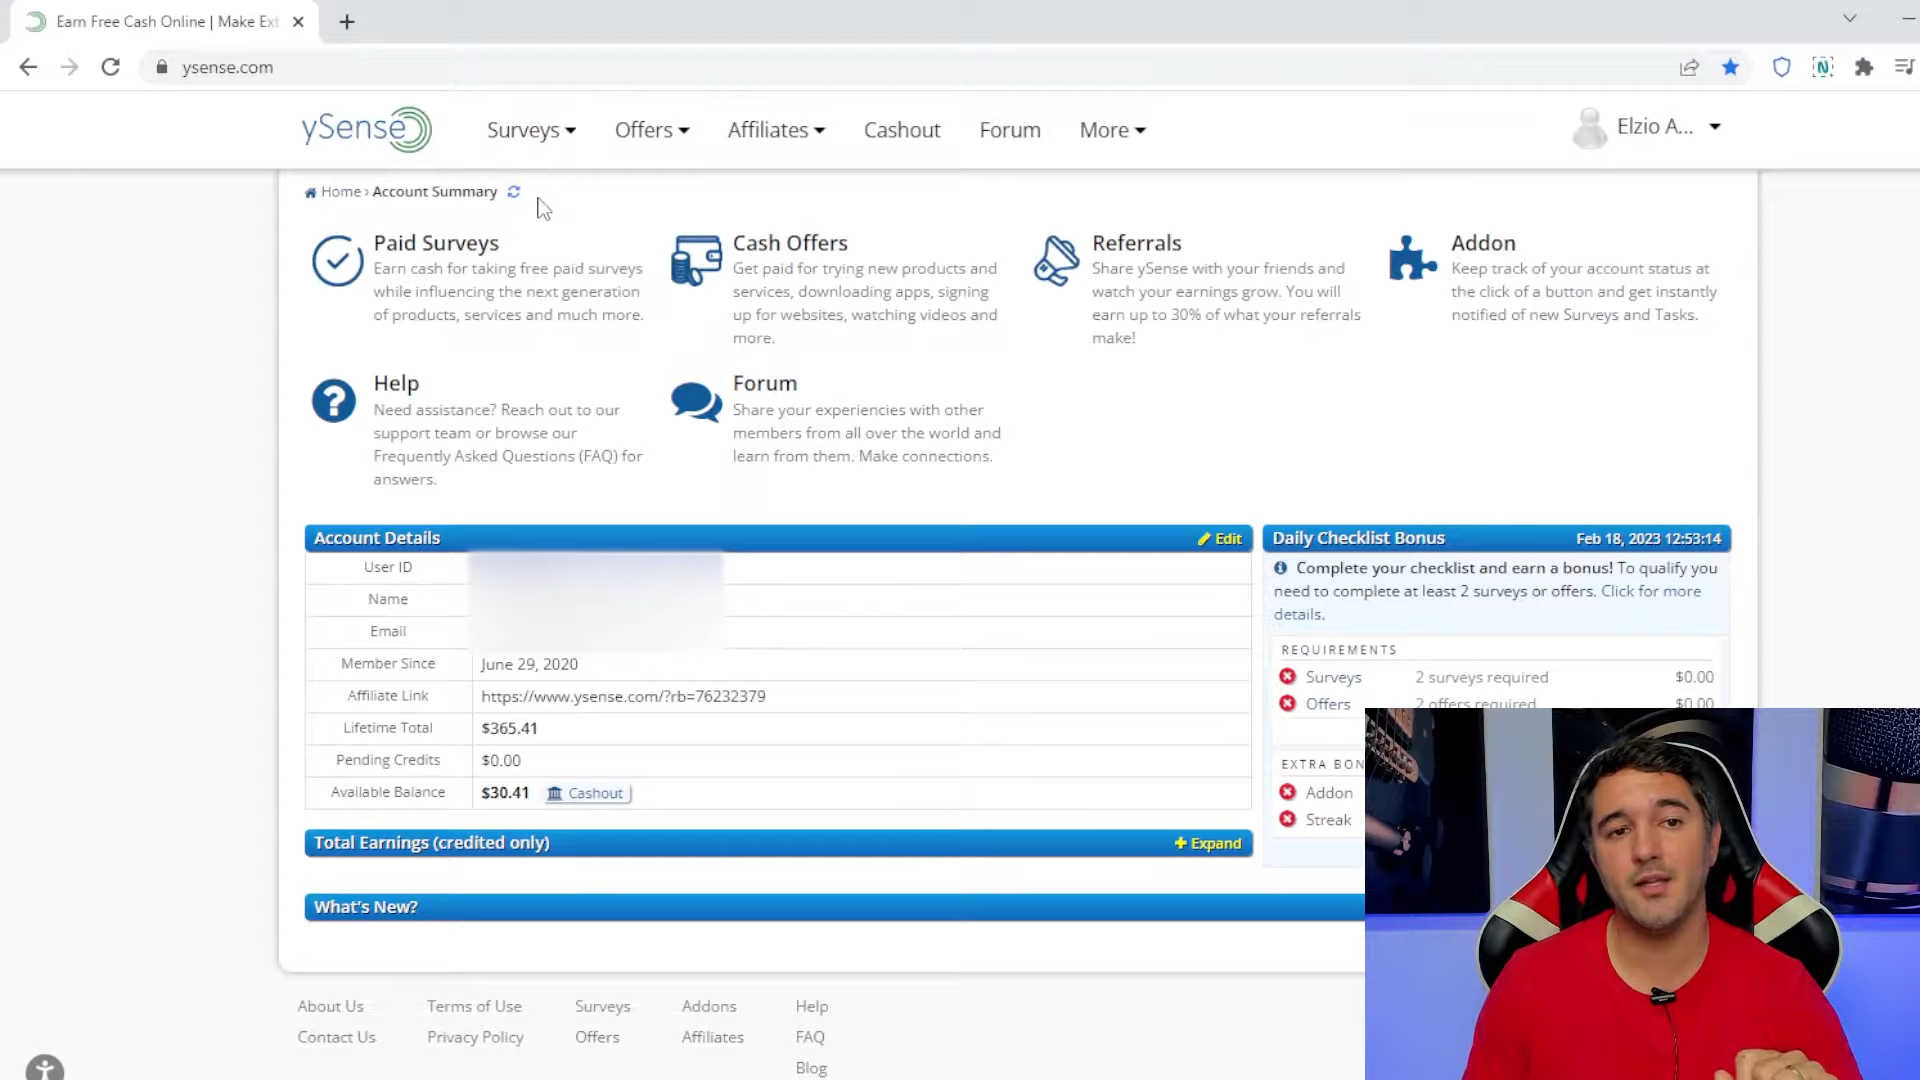 Earn Free Cash Online | Make Ext
ysense.com
ySense
Surveys
Offers
Affiliates
Cashout
Forum
More
Elzio A...
Home › Account Summary
Paid Surveys
Earn cash for taking free paid surveys
while influencing the next generation
of products, services and much more.
Cash Offers
Get paid for trying new products and
services, downloading apps, signing
up for websites, watching videos and
more.
Referrals
Share ySense with your friends and
watch your earnings grow. You will
earn up to 30% of what your referrals
make!
Addon
Keep track of your account status at
the click of a button and get instantly
notified of new Surveys and Tasks.
Help
Need assistance? Reach out to our
support team or browse our
Frequently Asked Questions (FAQ) for
answers.
Forum
Share your experiencies with other
members from all over the world and
learn from them. Make connections.
Account Details
Edit
User ID
Name
Email
Member Since June 29, 2020
Affiliate Link https://www.ysense.com/?rb=76232379
Lifetime Total $365.41
Pending Credits $0.00
Available Balance $30.41 Cashout
Total Earnings (credited only)
Expand
What's New?
Daily Checklist Bonus
Feb 18, 2023 12:53:14
Complete your checklist and earn a bonus! To qualify you
need to complete at least 2 surveys or offers. Click for more
details.
REQUIREMENTS
Surveys 2 surveys required $0.00
Offers 2 offers required $0.00
EXTRA BON
Addon
Streak
About Us
Terms of Use
Surveys
Addons
Help
Contact Us
Privacy Policy
Offers
Affiliates
FAQ
Blog